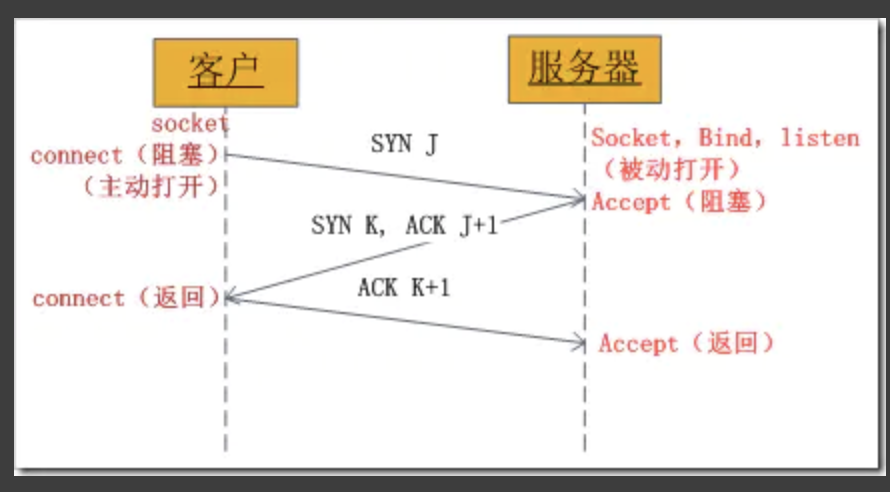 客户
服务器
socket
connect（阻塞）
（主动打开）
SYN J
Socket, Bind, listen
（被动打开）
Accept（阻塞）
SYN K, ACK J+1
connect（返回）
ACK K+1
Accept（返回）